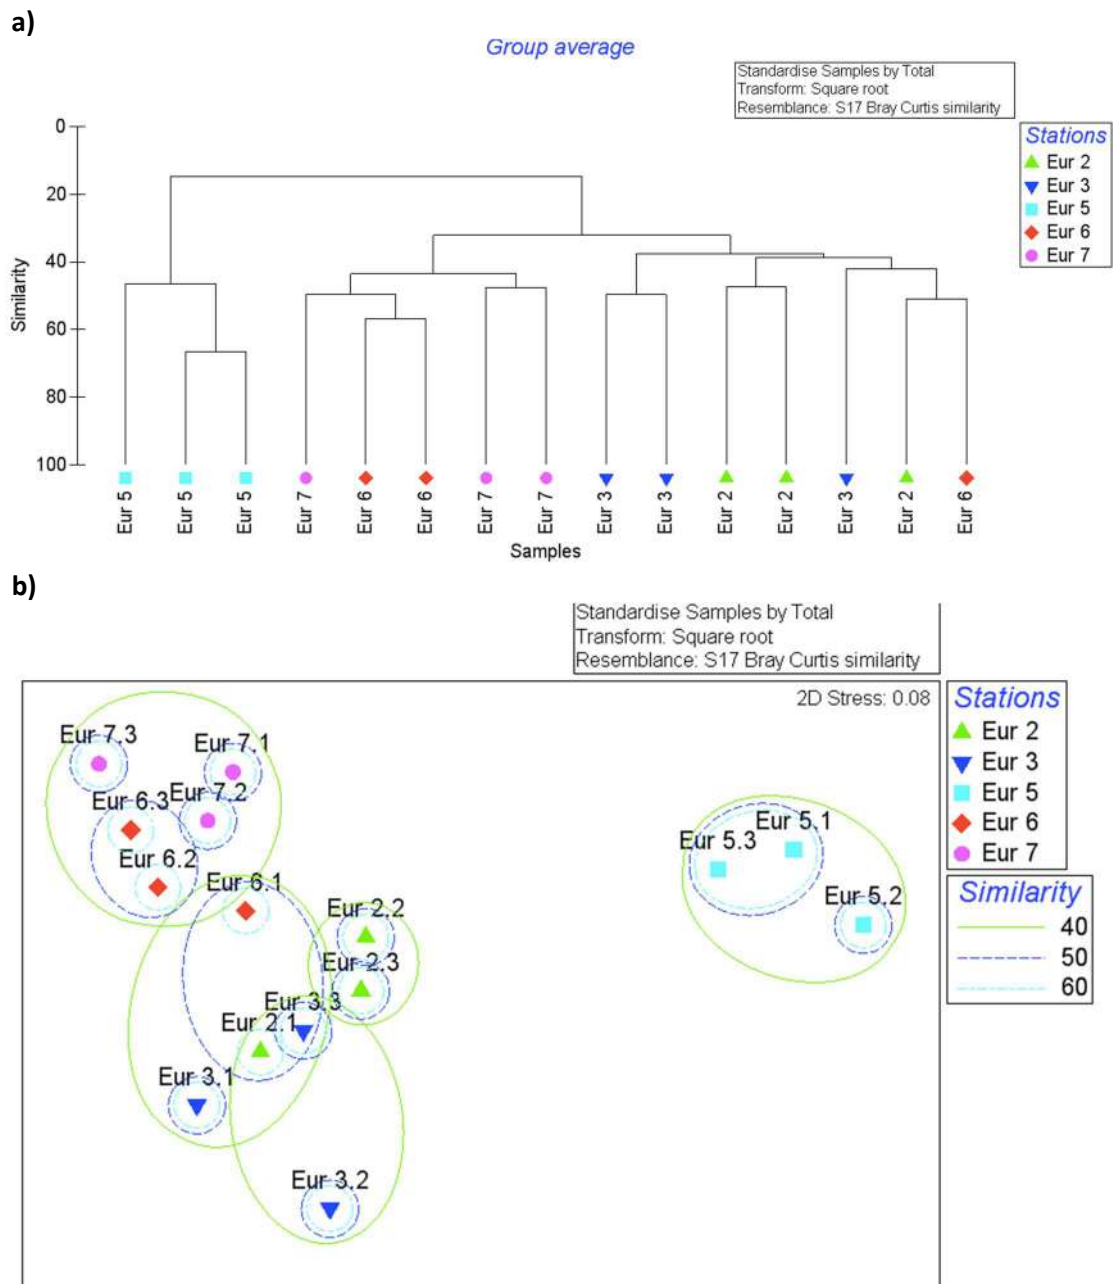 a)
Group average
Standardise Samples by Total
Transform: Square root
Resemblance: S17 Bray Curtis similarity
Stations
Eur 2
Eur 3
Eur 5
Eur 6
Eur 7
0
20
40
60
80
100
Similarity
Eur 5
Eur 5
Eur 5
Eur 7
Eur 6
Eur 6
Eur 7
Eur 7
Eur 3
Eur 3
Eur 2
Eur 2
Eur 3
Eur 2
Eur 6
Samples
b)
Standardise Samples by Total
Transform: Square root
Resemblance: S17 Bray Curtis similarity
2D Stress: 0.08
Eur 7.3
Eur 7.1
Eur 7.2
Eur 6.3
Eur 6.2
Eur 6.1
Eur 2.2
Eur 2.3
Eur 3.3
Eur 2.1
Eur 3.1
Eur 3.2
Eur 5.1
Eur 5.3
Eur 5.2
Stations
Eur 2
Eur 3
Eur 5
Eur 6
Eur 7
Similarity
40
50
60